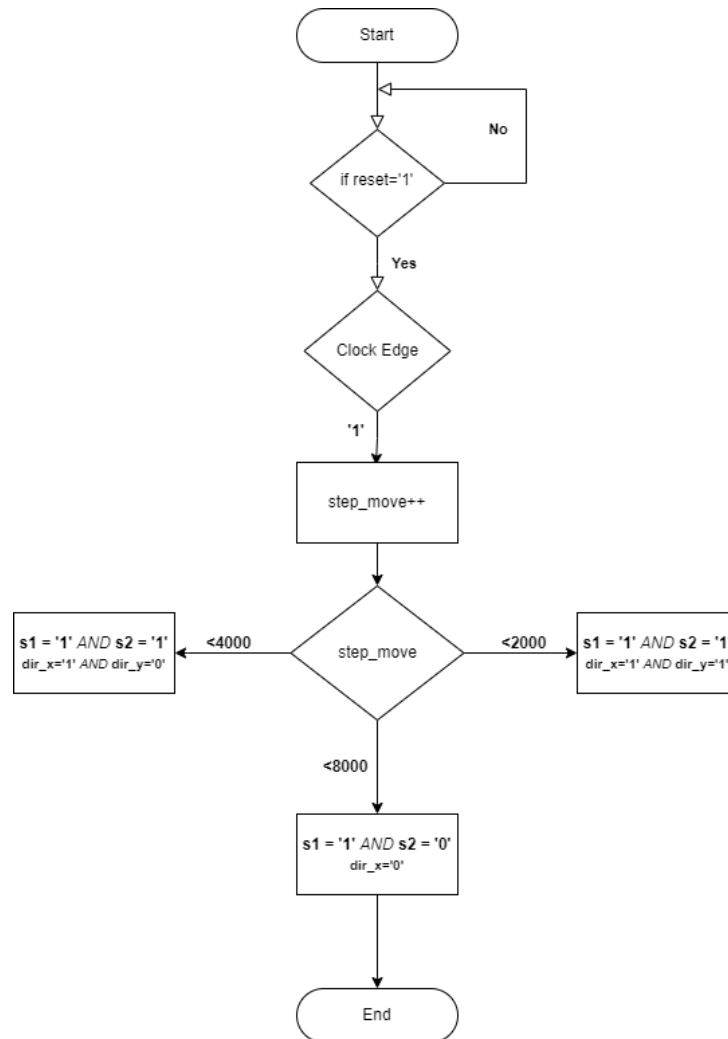 Start
No
if reset='1'
Yes
Clock Edge
'1'
step_move++
s1 = '1' AND s2 = '1'
dir_x='1' AND dir_y='0'
<4000
step_move
<2000
s1 = '1' AND s2 = '1
dir_x='1' AND dir_y='1'
<8000
s1 = '1' AND s2 = '0'
dir_x='0'
End